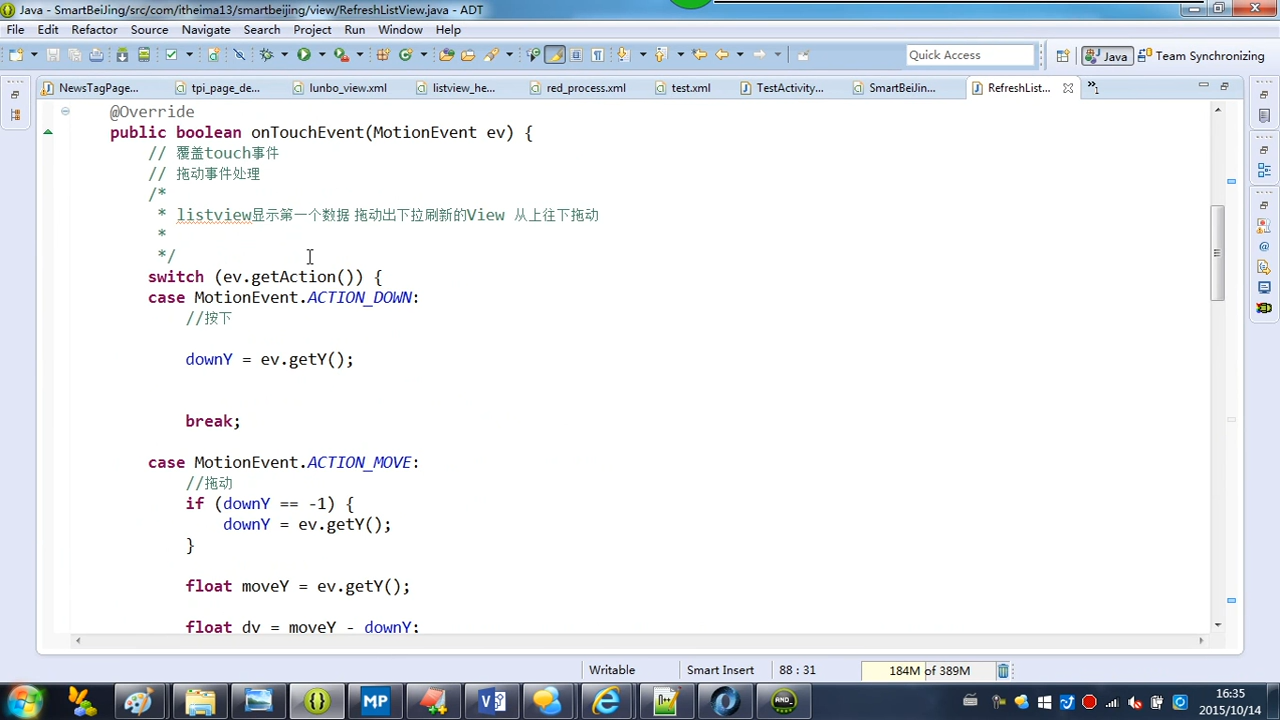 Java - SmartBeiJing/src/com/itheima13/smartbeijing/view/RefreshListView.java - ADT
File Edit Refactor Source Navigate Search Project Run Window Help
Quick Access Java Team Synchronizing
NewsTagPage... tpi_page_de... lunbo_view.xml listview_he... red_process.xml test.xml TestActivity... SmartBeiJin... RefreshList... »1
@Override
public boolean onTouchEvent(MotionEvent ev) {
// 覆盖touch事件
// 拖动事件处理
/*
* listview显示第一个数据 拖动出下拉刷新的View 从上往下拖动
*
*/
switch (ev.getAction()) {
case MotionEvent.ACTION_DOWN:
//按下
downY = ev.getY();
break;
case MotionEvent.ACTION_MOVE:
//拖动
if (downY == -1) {
downY = ev.getY();
}
float moveY = ev.getY();
float dy = moveY - downY;
Writable Smart Insert 88 : 31 184M of 389M
MP AND_
16:35
2015/10/14